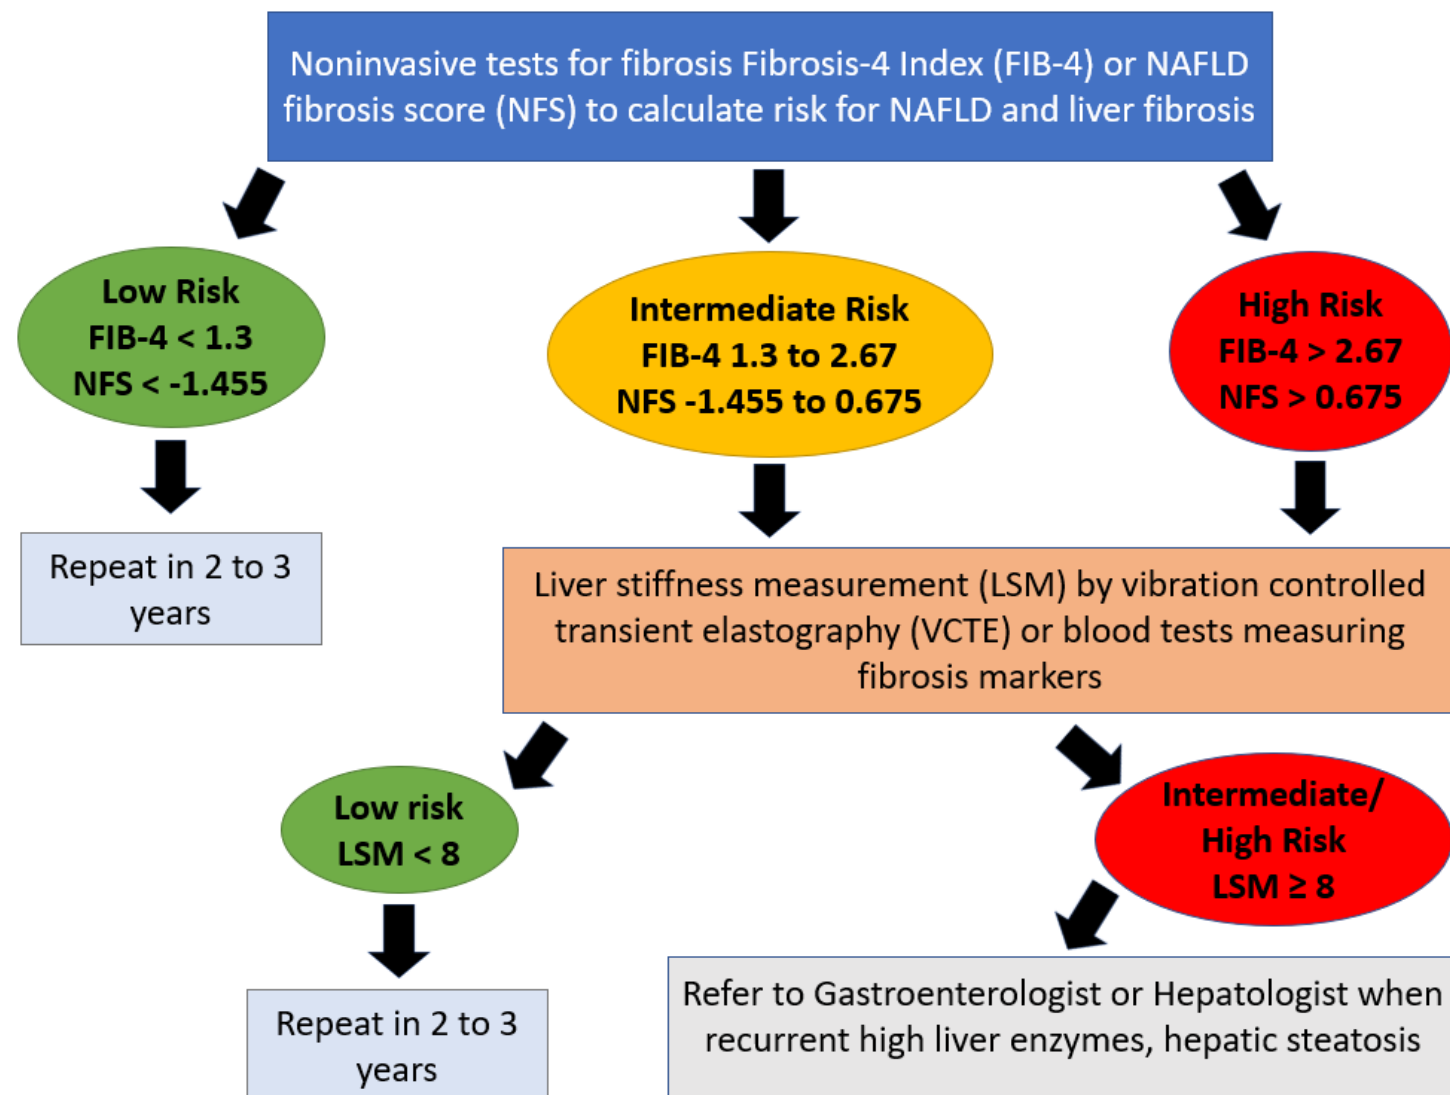 Noninvasive tests for fibrosis Fibrosis-4 Index (FIB-4) or NAFLD
fibrosis score (NFS) to calculate risk for NAFLD and liver fibrosis
Low Risk
FIB-4 < 1.3
NFS < -1.455
Intermediate Risk
FIB-4 1.3 to 2.67
NFS -1.455 to 0.675
High Risk
FIB-4 > 2.67
NFS > 0.675
Repeat in 2 to 3
years
Liver stiffness measurement (LSM) by vibration controlled
transient elastography (VCTE) or blood tests measuring
fibrosis markers
Low risk
LSM < 8
Intermediate/
High Risk
LSM ≥ 8
Repeat in 2 to 3
years
Refer to Gastroenterologist or Hepatologist when
recurrent high liver enzymes, hepatic steatosis